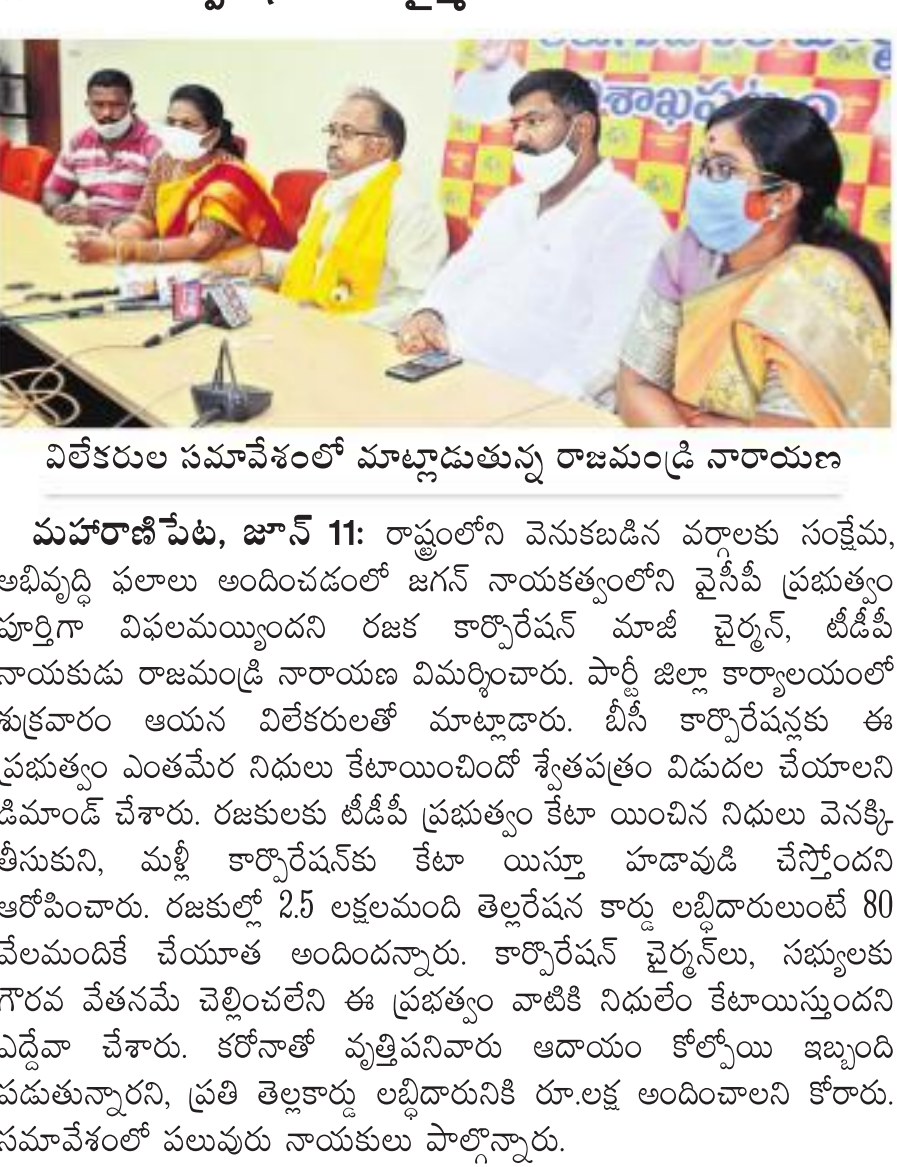 విశాఖపట్నం
విలేకరుల సమావేశంలో మాట్లాడుతున్న రాజమండ్రి నారాయణ
మహారాణిపేట, జూన్ 11: రాష్ట్రంలోని వెనుకబడిన వర్గాలకు సంక్షేమ,
అభివృద్ధి ఫలాలు అందించడంలో జగన్ నాయకత్వంలోని వైసీపీ ప్రభుత్వం
పూర్తిగా విఫలమయ్యిందని రజక కార్పొరేషన్ మాజీ చైర్మన్, టీడీపీ
నాయకుడు రాజమండ్రి నారాయణ విమర్శించారు. పార్టీ జిల్లా కార్యాలయంలో
శుక్రవారం ఆయన విలేకరులతో మాట్లాడారు. బీసీ కార్పొరేషన్లకు ఈ
ప్రభుత్వం ఎంతమేర నిధులు కేటాయించిందో శ్వేతపత్రం విడుదల చేయాలని
డిమాండ్ చేశారు. రజకులకు టీడీపీ ప్రభుత్వం కేటా యించిన నిధులు వెనక్కి
తీసుకుని, మళ్లీ కార్పొరేషన్‌కు కేటా యిస్తూ హడావుడి చేస్తోందని
ఆరోపించారు. రజకుల్లో 2.5 లక్షలమంది తెల్లరేషన కార్డు లబ్ధిదారులుంటే 80
వేలమందికే చేయూత అందిందన్నారు. కార్పొరేషన్ చైర్మన్‌లు, సభ్యులకు
గౌరవ వేతనమే చెల్లించలేని ఈ ప్రభత్వం వాటికి నిధులేం కేటాయిస్తుందని
ఎద్దేవా చేశారు. కరోనాతో వృత్తిపనివారు ఆదాయం కోల్పోయి ఇబ్బంది
పడుతున్నారని, ప్రతి తెల్లకార్డు లబ్ధిదారునికి రూ.లక్ష అందించాలని కోరారు.
సమావేశంలో పలువురు నాయకులు పాల్గొన్నారు.